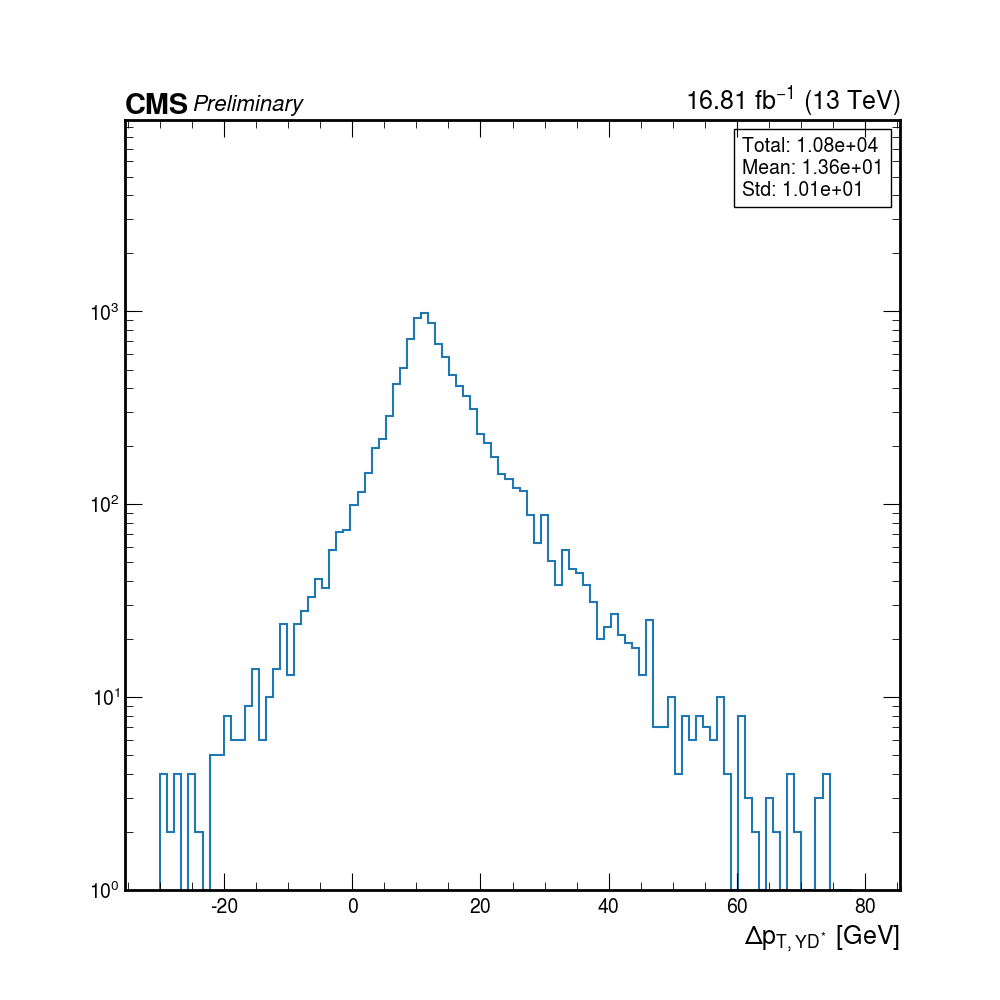 CMS Preliminary
16.81 fb⁻¹ (13 TeV)
Total: 1.08e+04
Mean: 1.36e+01
Std: 1.01e+01
10³
10²
10¹
10⁰
-20 0 20 40 60 80
Δp_T, YD* [GeV]